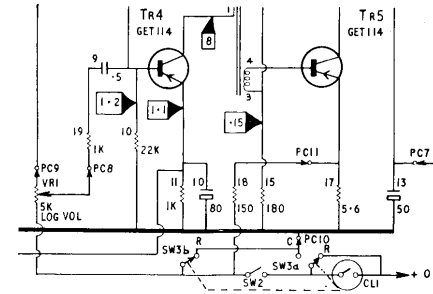 TR4
GET114
TR5
GET114
1
8
9
·5
4
3
1·2
1·1
·15
19
1K
10
22K
PC9
PC8
PC11
PC7
VR1
5K
LOG VOL
11
1K
10
80
18
150
15
180
17
5·6
13
50
R
C
PC10
R
SW3b
SW2
SW3a
CL1
+ 0